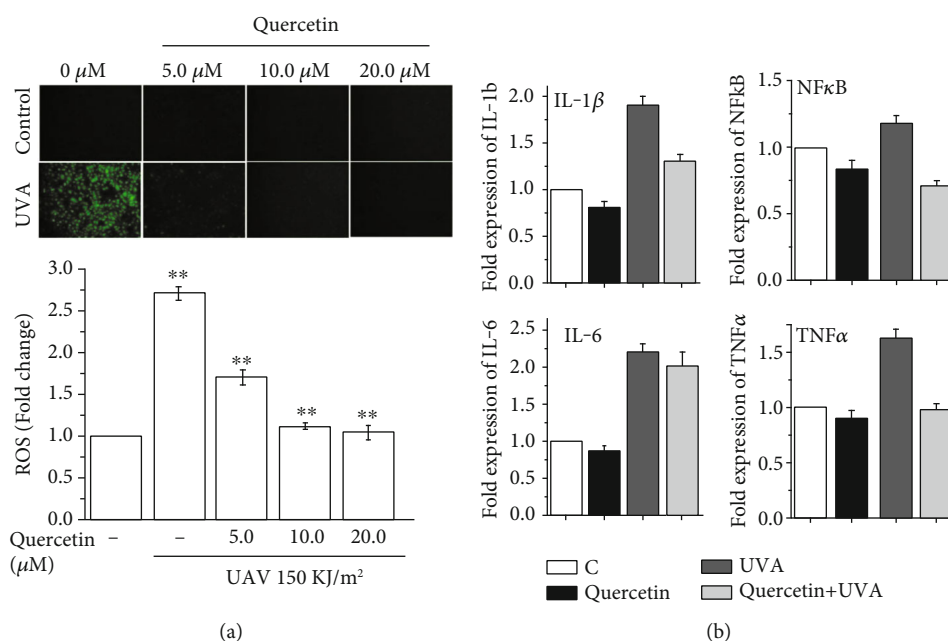 Quercetin
0 μM 5.0 μM 10.0 μM 20.0 μM
Control
UVA
ROS (Fold change)
3.0
2.5
2.0
1.5
1.0
0.5
0.0
** ** ** **
Quercetin – – 5.0 10.0 20.0
(μM)
UAV 150 KJ/m²
(a)
Fold expression of IL-1b
IL-1β
2.0
1.5
1.0
0.5
0.0
Fold expression of NFkB
NFκB
1.5
1.0
0.5
0.0
Fold expression of IL-6
IL-6
2.5
2.0
1.5
1.0
0.5
0.0
Fold expression of TNFα
TNFα
1.5
1.0
0.5
0.0
C UVA
Quercetin Quercetin+UVA
(b)